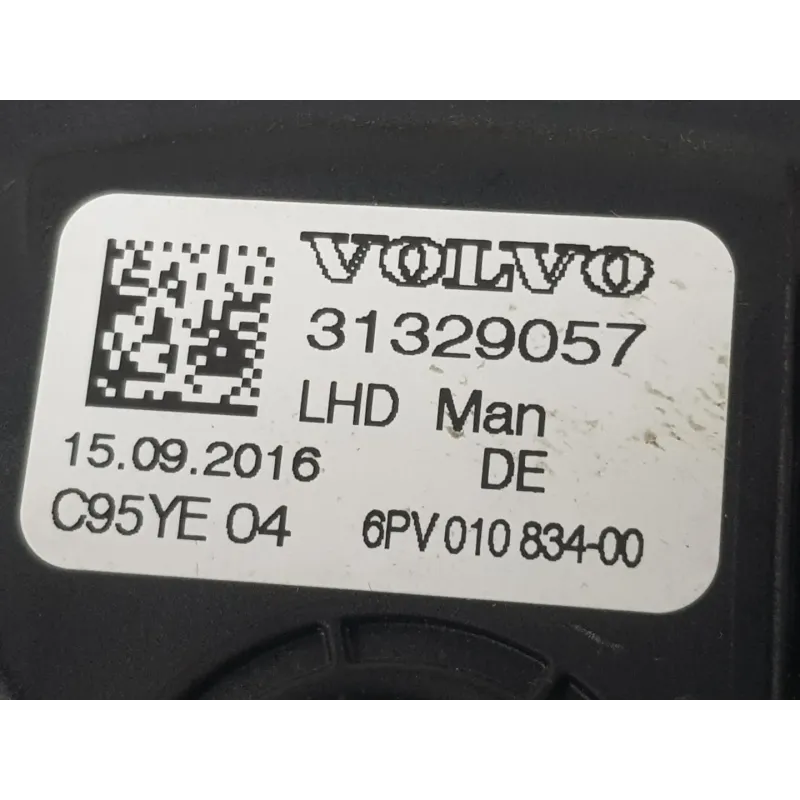 VOLVO
31329057
LHD Man
15.09.2016 DE
C95YE 04 6PV 010 834-00